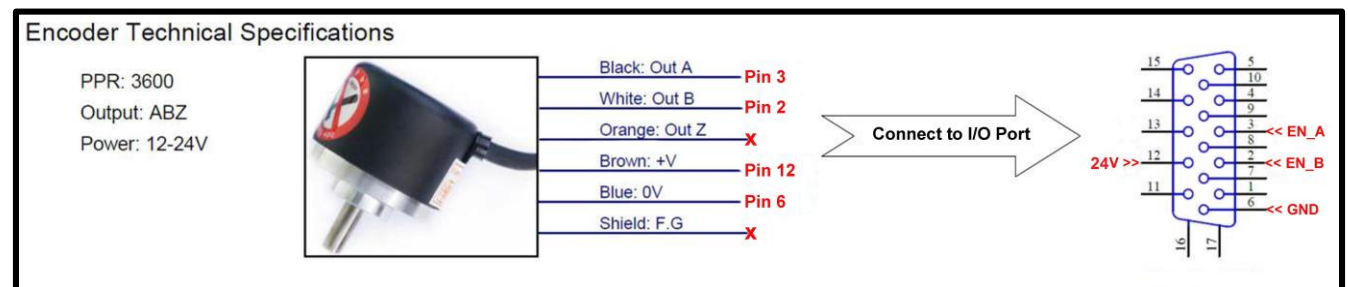 Encoder Technical Specifications
PPR: 3600
Output: ABZ
Power: 12-24V
Black: Out A
Pin 3
White: Out B
Pin 2
Orange: Out Z
X
Brown: +V
Pin 12
Blue: 0V
Pin 6
Shield: F.G
X
Connect to I/O Port
15
5
10
14
4
9
13
3
<< EN_A
8
24V >>
12
2
<< EN_B
7
11
1
6
<< GND
16
17